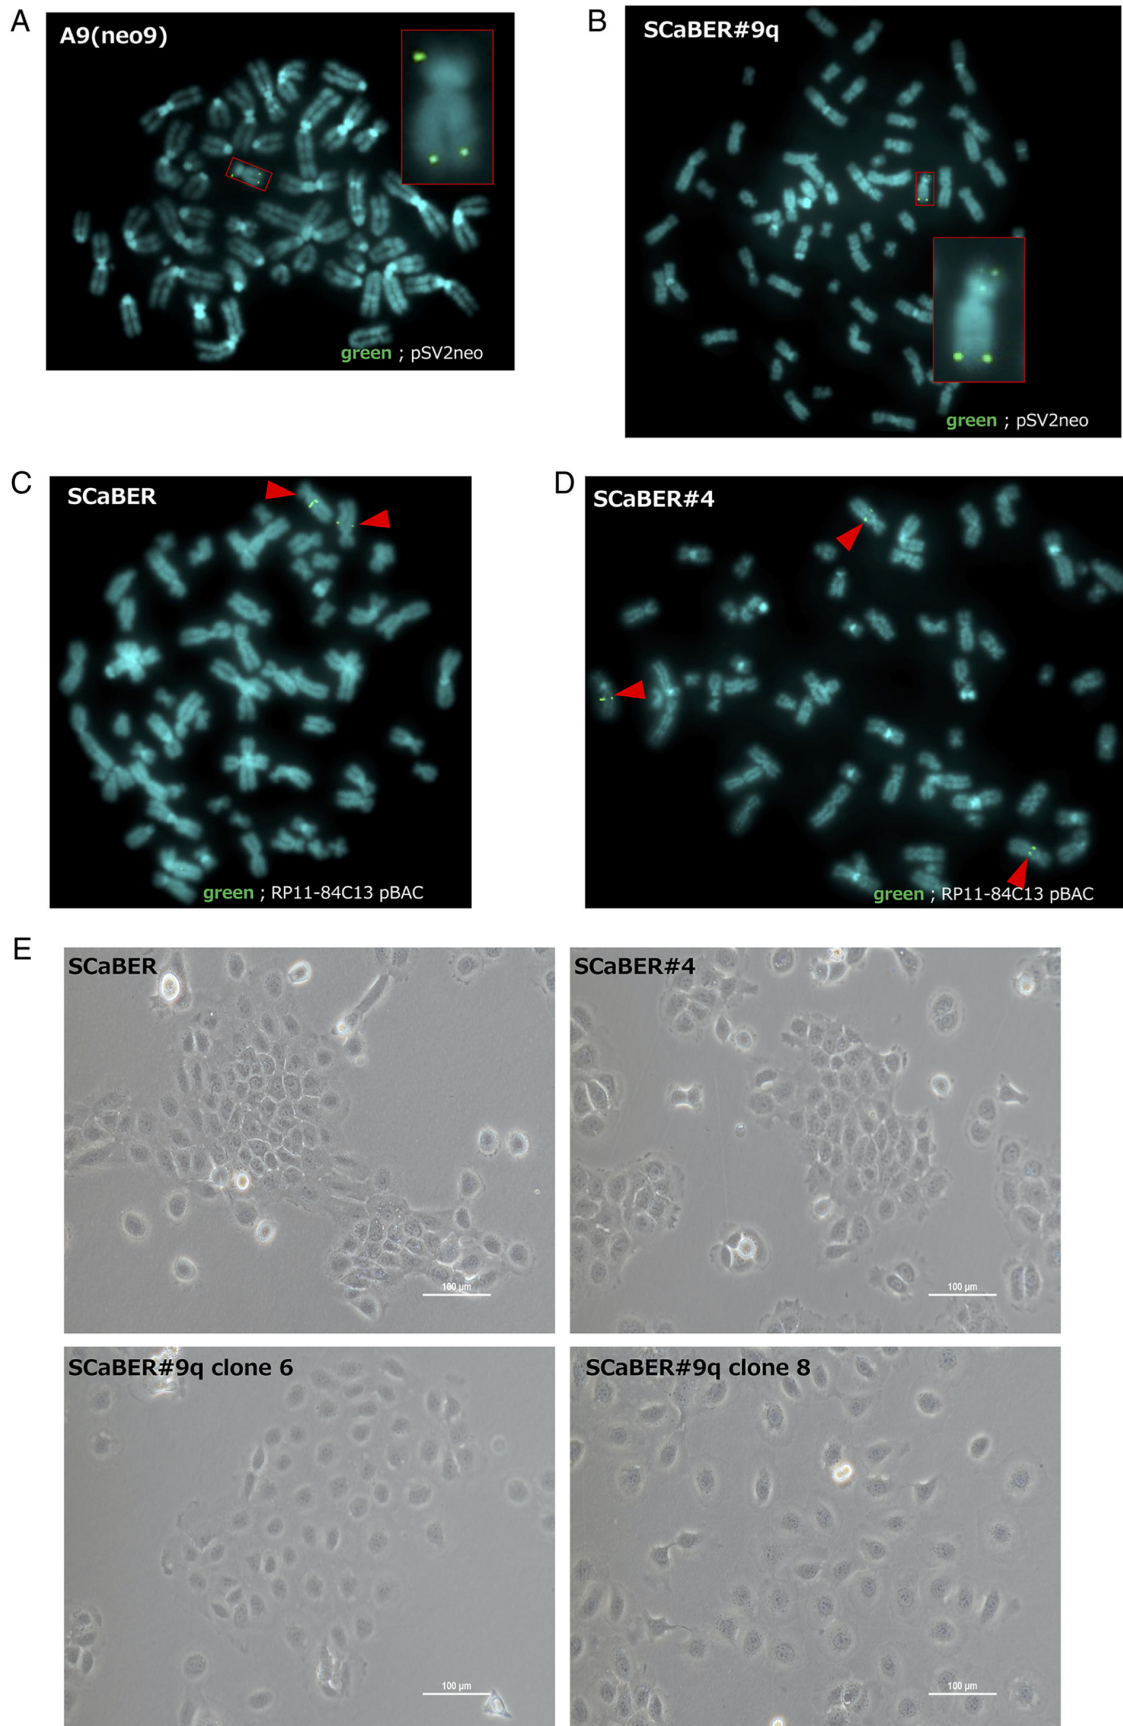 A
A9(neo9)
green ; pSV2neo
B
SCaBER#9q
green ; pSV2neo
C
SCaBER
green ; RP11-84C13 pBAC
D
SCaBER#4
green ; RP11-84C13 pBAC
E
SCaBER
100 µm
SCaBER#4
100 µm
SCaBER#9q clone 6
100 µm
SCaBER#9q clone 8
100 µm